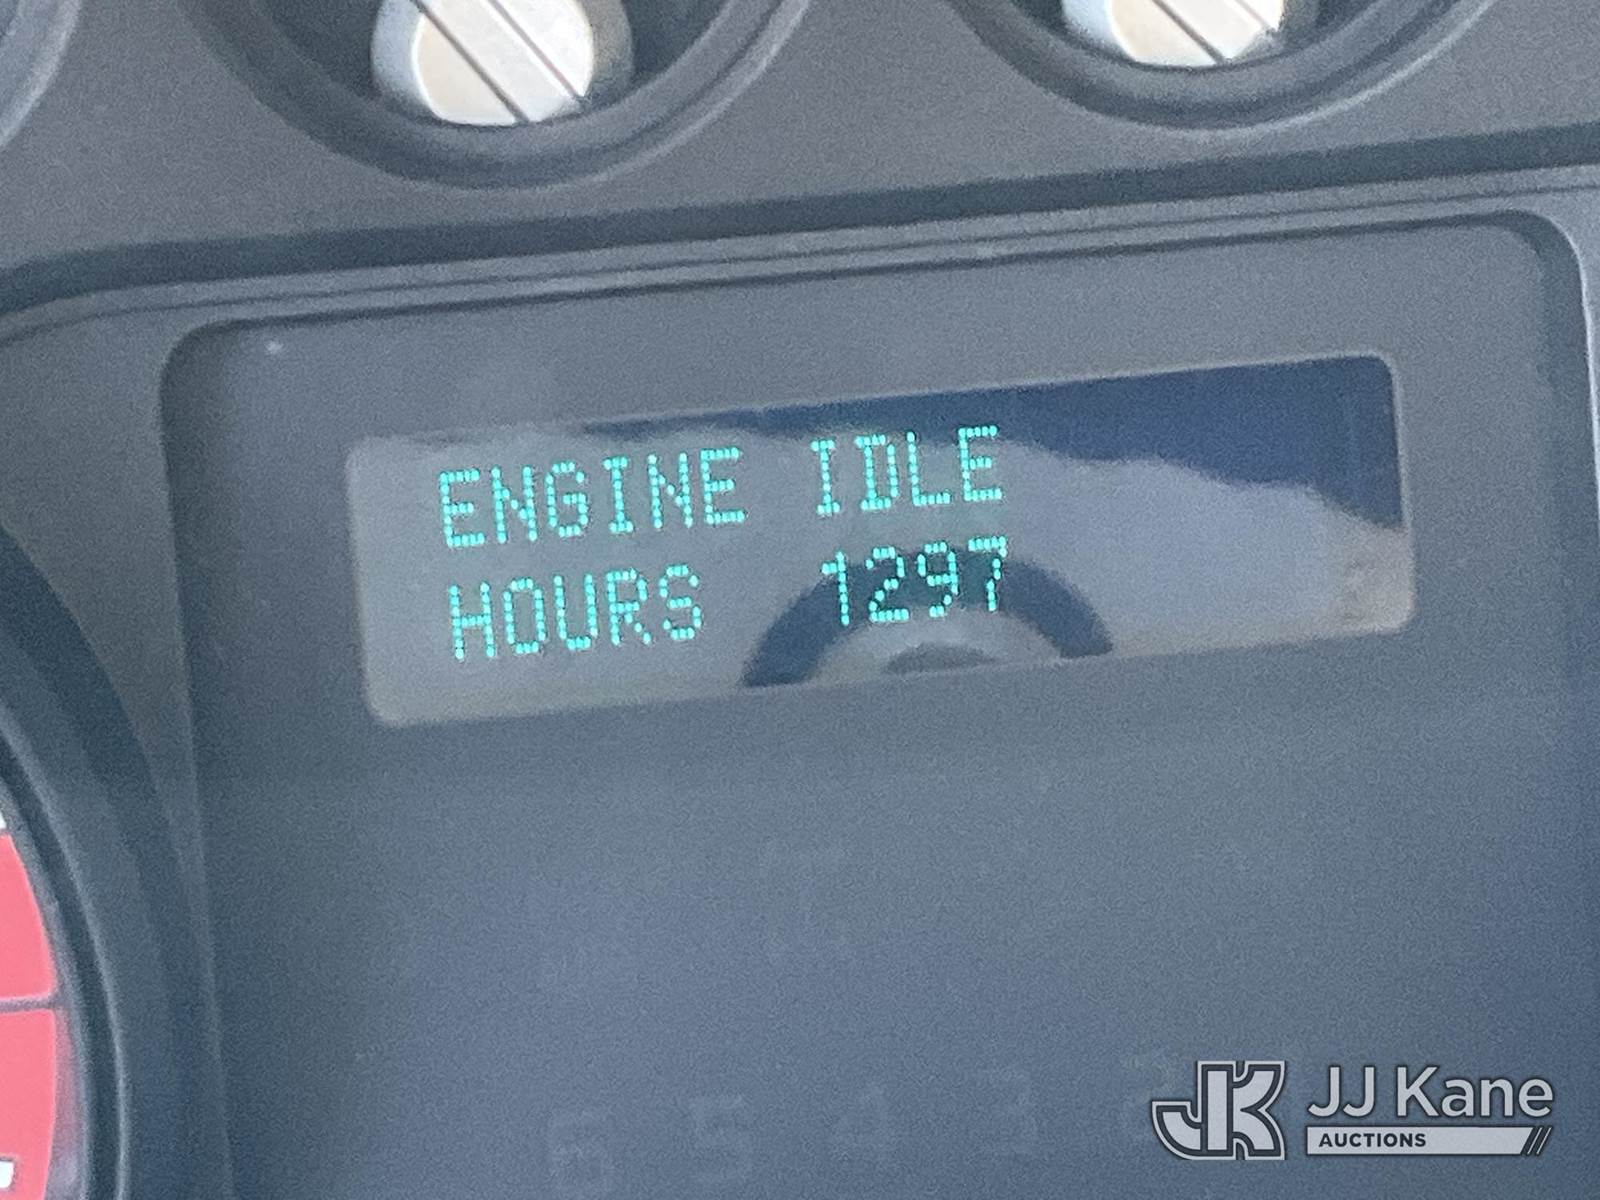 ENGINE IDLE
HOURS 1297
JK JJ Kane
AUCTIONS